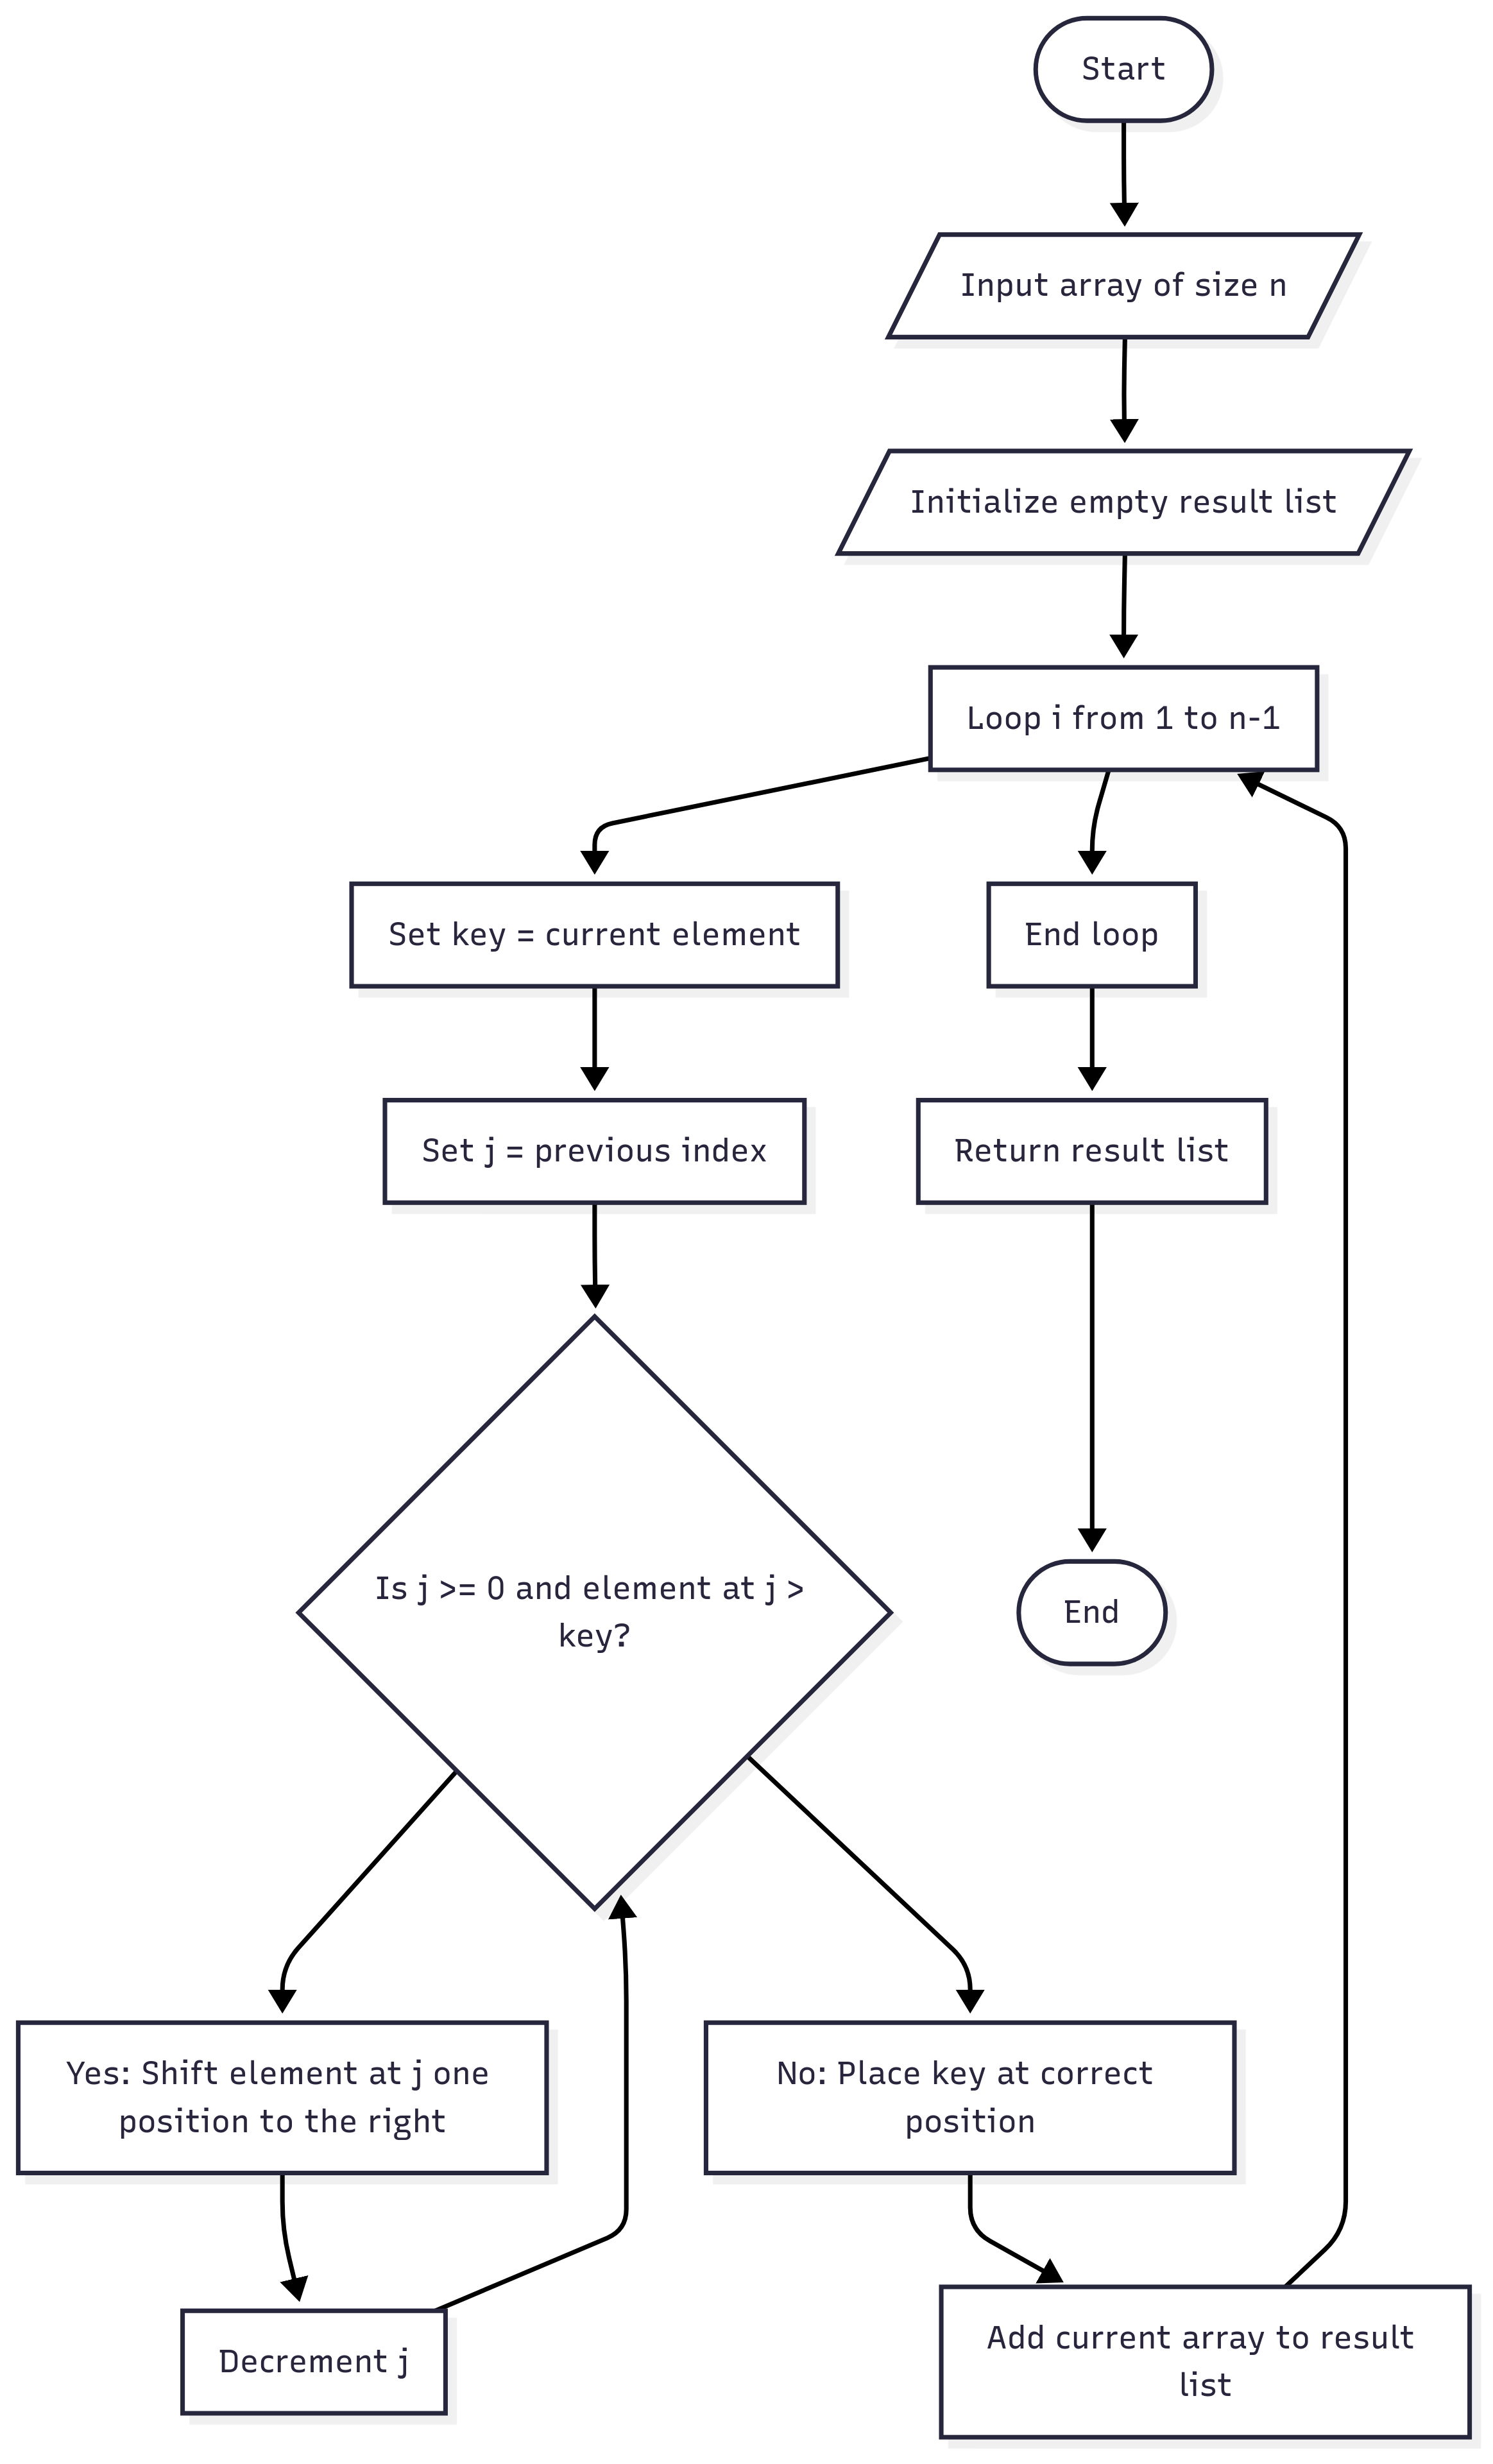 Start
Input array of size n
Initialize empty result list
Loop i from 1 to n-1
Set key = current element
End loop
Set j = previous index
Return result list
Is j >= 0 and element at j >
key?
End
Yes: Shift element at j one
position to the right
No: Place key at correct
position
Decrement j
Add current array to result
list